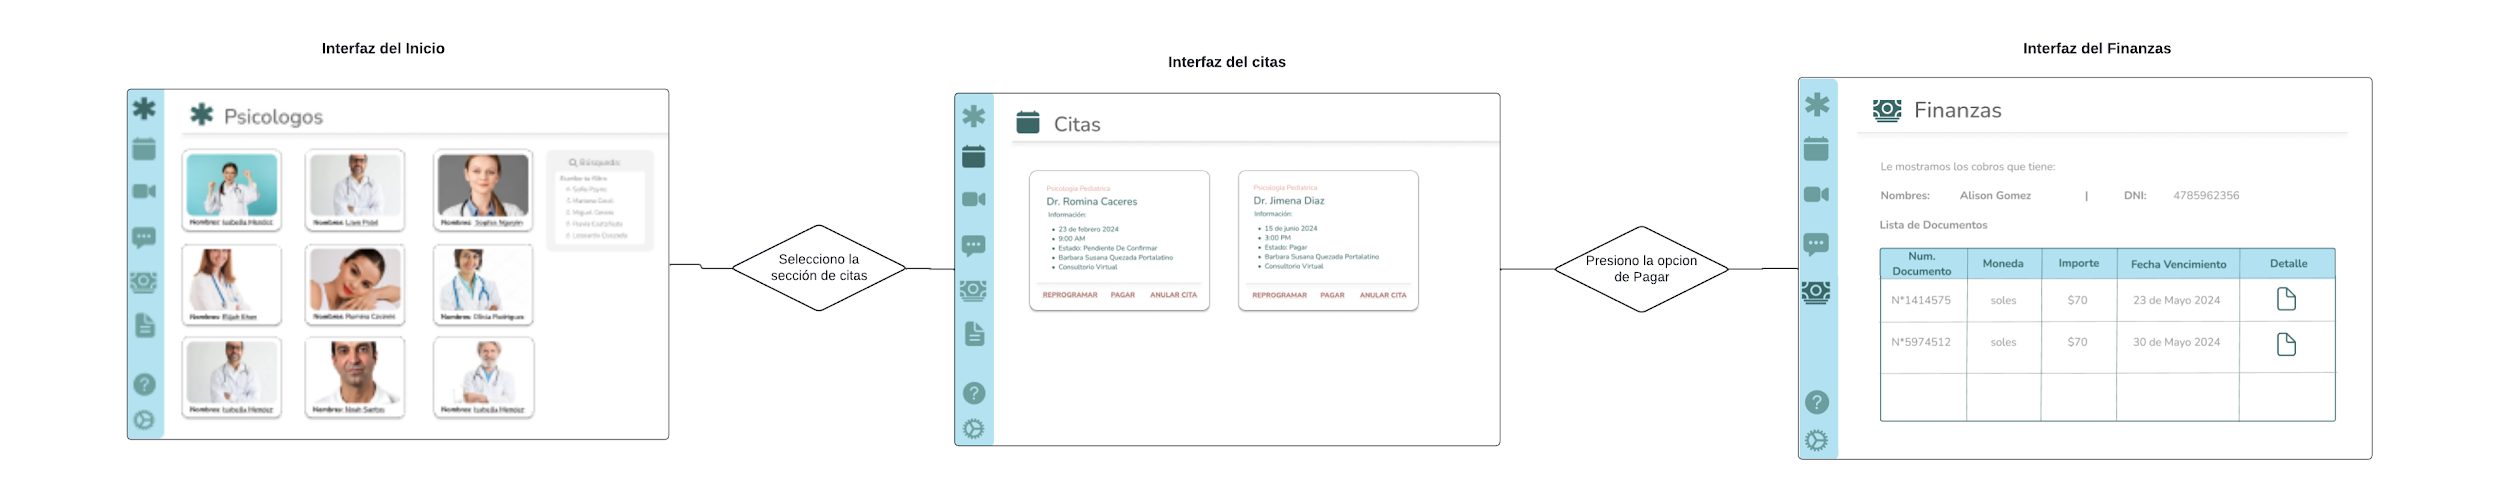 Interfaz del Inicio
Psicologos
Nombres: Isabella Mendez
Nombres:
Nombres: Sophia Nguyen
Búsqueda:
Nombres: Elijah Khan
Nombres: Romina Caceres
Nombres: Olivia Rodriguez
Nombres: Isabella Mendez
Nombres: Noah Santos
Nombres: Isabella Mendez
Selecciono la
sección de citas
Interfaz del citas
Citas
Psicología Pediatrica
Dr. Romina Caceres
Información:
• 23 de febrero 2024
• 9:00 AM
• Estado: Pendiente De Confirmar
• Barbara Susana Quezada Portalatino
• Consultorio Virtual
REPROGRAMAR PAGAR ANULAR CITA
Psicología Pediatrica
Dr. Jimena Diaz
Información:
• 15 de junio 2024
• 3:00 PM
• Estado: Pagar
• Barbara Susana Quezada Portalatino
• Consultorio Virtual
REPROGRAMAR PAGAR ANULAR CITA
Presiono la opcion
de Pagar
Interfaz del Finanzas
Finanzas
Le mostramos los cobros que tiene:
Nombres: Alison Gomez | DNI: 4785962356
Lista de Documentos
Num.
Documento Moneda Importe Fecha Vencimiento Detalle
N*1414575 soles $70 23 de Mayo 2024
N*5974512 soles $70 30 de Mayo 2024